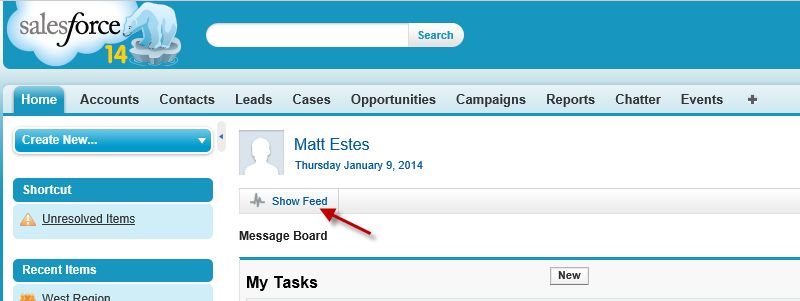 salesforce
14
Search
Home Accounts Contacts Leads Cases Opportunities Campaigns Reports Chatter Events +
Create New...
Shortcut
Unresolved Items
Recent Items
West Region
Matt Estes
Thursday January 9, 2014
Show Feed
Message Board
My Tasks New